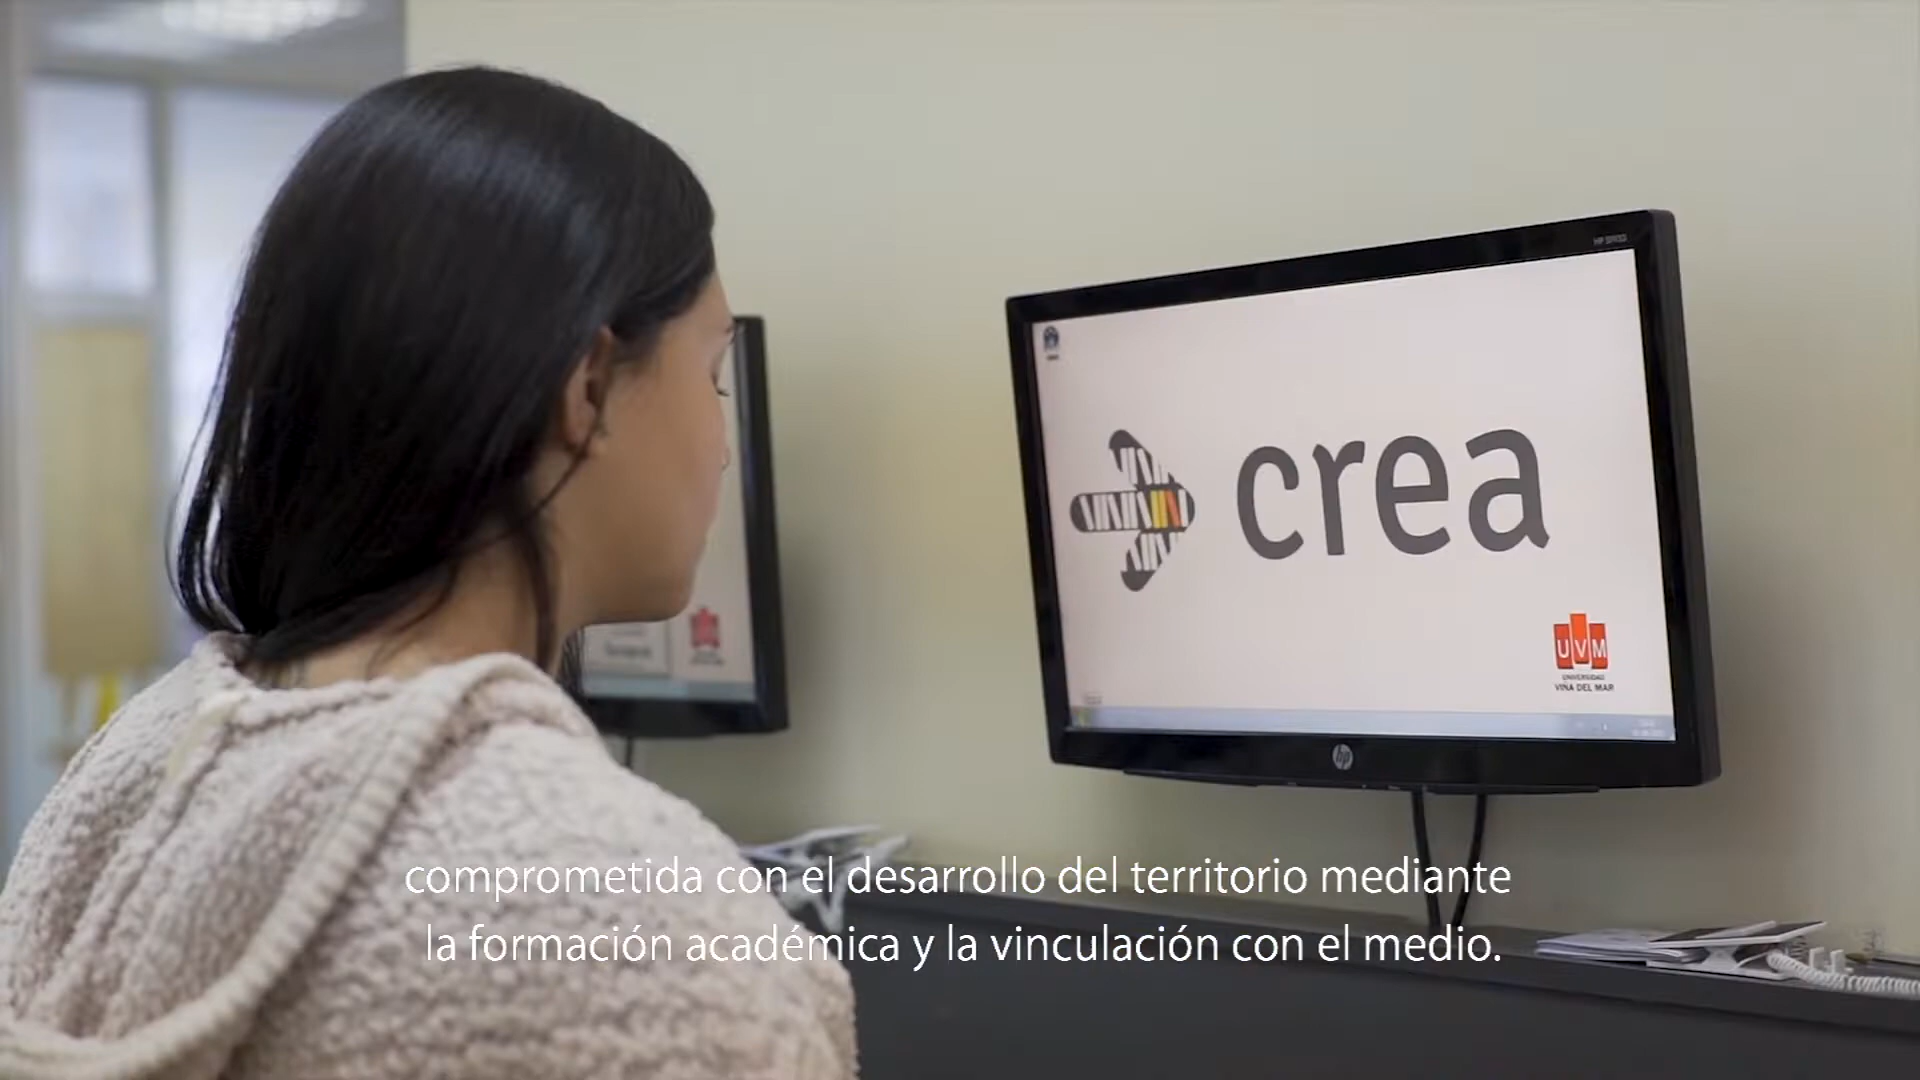 crea
UVM
UNIVERSIDAD
VIÑA DEL MAR
hp
comprometida con el desarrollo del territorio mediante
la formación académica y la vinculación con el medio.